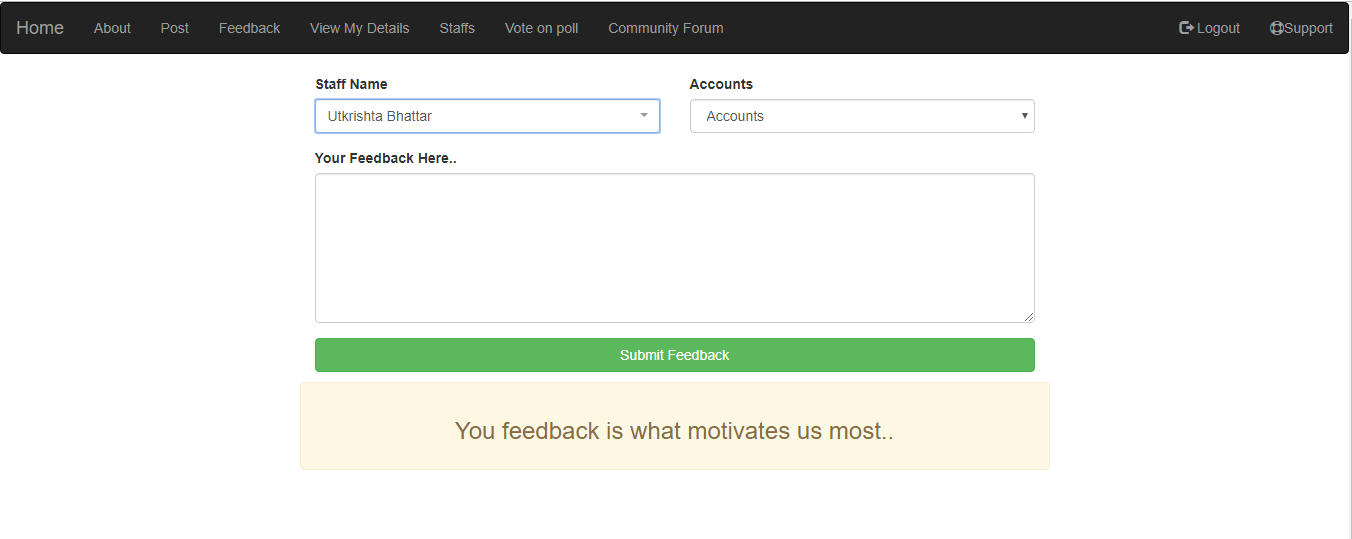 Home About Post Feedback View My Details Staffs Vote on poll Community Forum Logout Support
Staff Name Accounts
Utkrishta Bhattar Accounts
Your Feedback Here..
Submit Feedback
You feedback is what motivates us most..